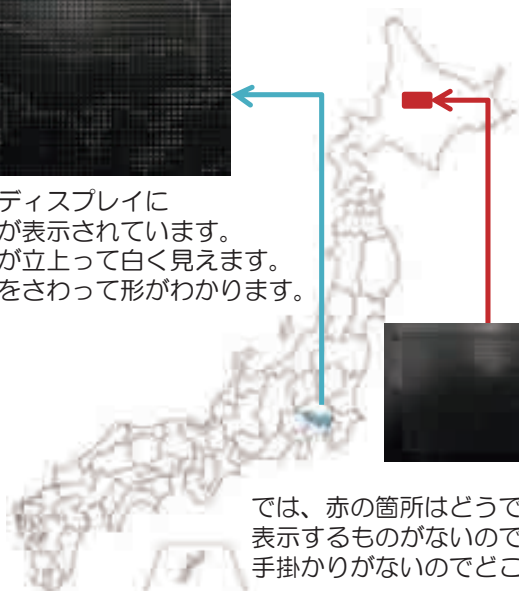 ディスプレイに
が表示されています。
が立上って白く見えます。
をさわって形がわかります。
では、赤の箇所はどうで
表示するものがないので
手掛かりがないのでどこ